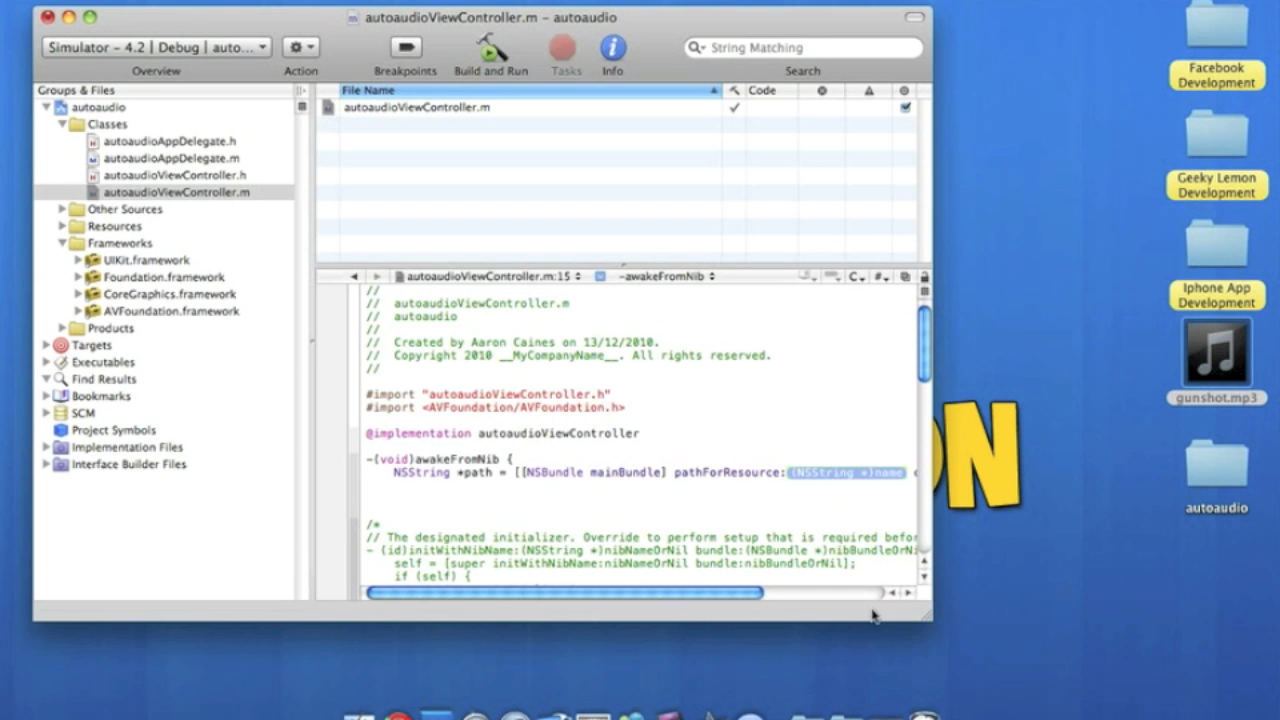 autoaudioViewController.m – autoaudio
Simulator – 4.2 | Debug | auto...
String Matching
Overview
Action
Breakpoints
Build and Run
Tasks
Info
Search
Groups & Files
autoaudio
Classes
autoaudioAppDelegate.h
autoaudioAppDelegate.m
autoaudioViewController.h
autoaudioViewController.m
Other Sources
Resources
Frameworks
UIKit.framework
Foundation.framework
CoreGraphics.framework
AVFoundation.framework
Products
Targets
Executables
Find Results
Bookmarks
SCM
Project Symbols
Implementation Files
Interface Builder Files
File Name
Code
autoaudioViewController.m
autoaudioViewController.m:15
-awakeFromNib
C
#
//
// autoaudioViewController.m
// autoaudio
//
// Created by Aaron Caines on 13/12/2010.
// Copyright 2010 __MyCompanyName__. All rights reserved.
//
#import "autoaudioViewController.h"
#import <AVFoundation/AVFoundation.h>
@implementation autoaudioViewController
-(void)awakeFromNib {
NSString *path = [[NSBundle mainBundle] pathForResource:(NSString *)name
/*
// The designated initializer. Override to perform setup that is required befor
- (id)initWithNibName:(NSString *)nibNameOrNil bundle:(NSBundle *)nibBundleOrNi
self = [super initWithNibName:nibNameOrNil bundle:nibBundleOrNil];
if (self) {
Facebook
Development
Geeky Lemon
Development
Iphone App
Development
gunshot.mp3
autoaudio
ON